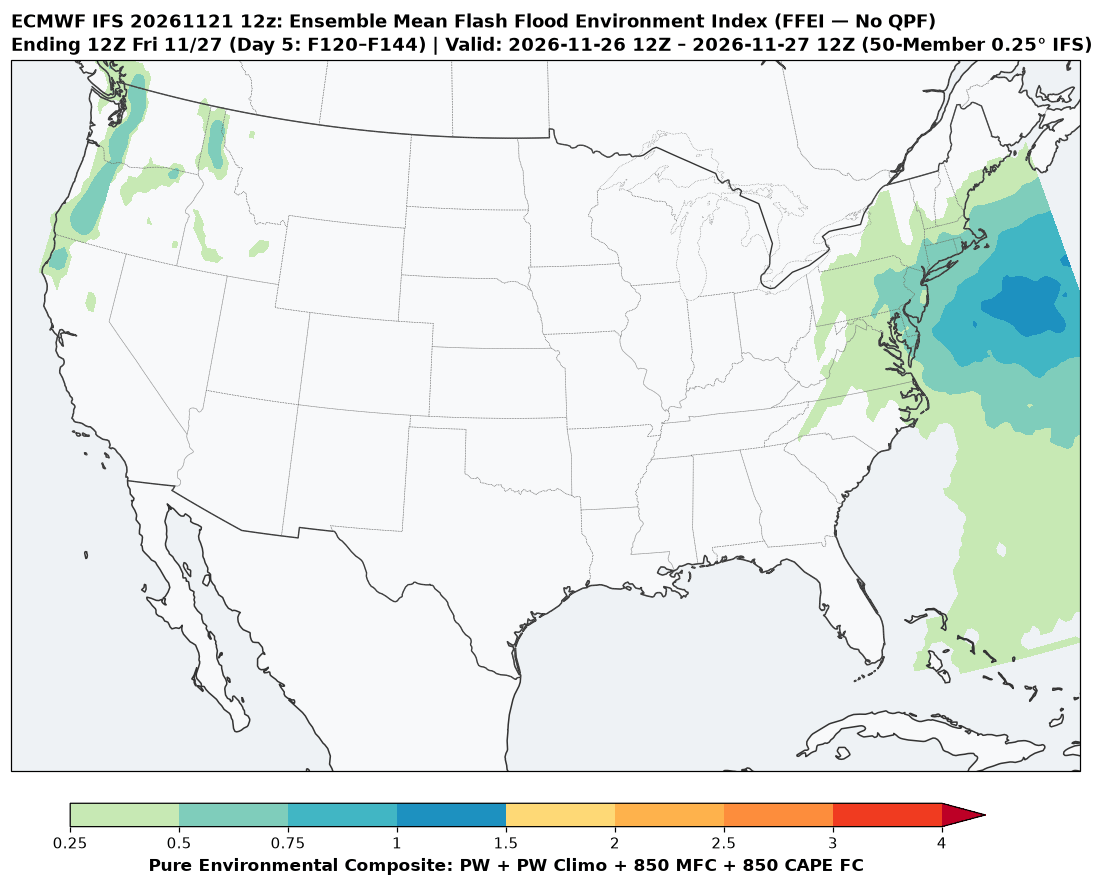 ECMWF IFS 20261121 12z: Ensemble Mean Flash Flood Environment Index (FFEI — No QPF)
Ending 12Z Fri 11/27 (Day 5: F120–F144) | Valid: 2026-11-26 12Z – 2026-11-27 12Z (50-Member 0.25° IFS)
0.25 0.5 0.75 1 1.5 2 2.5 3 4
Pure Environmental Composite: PW + PW Climo + 850 MFC + 850 CAPE FC